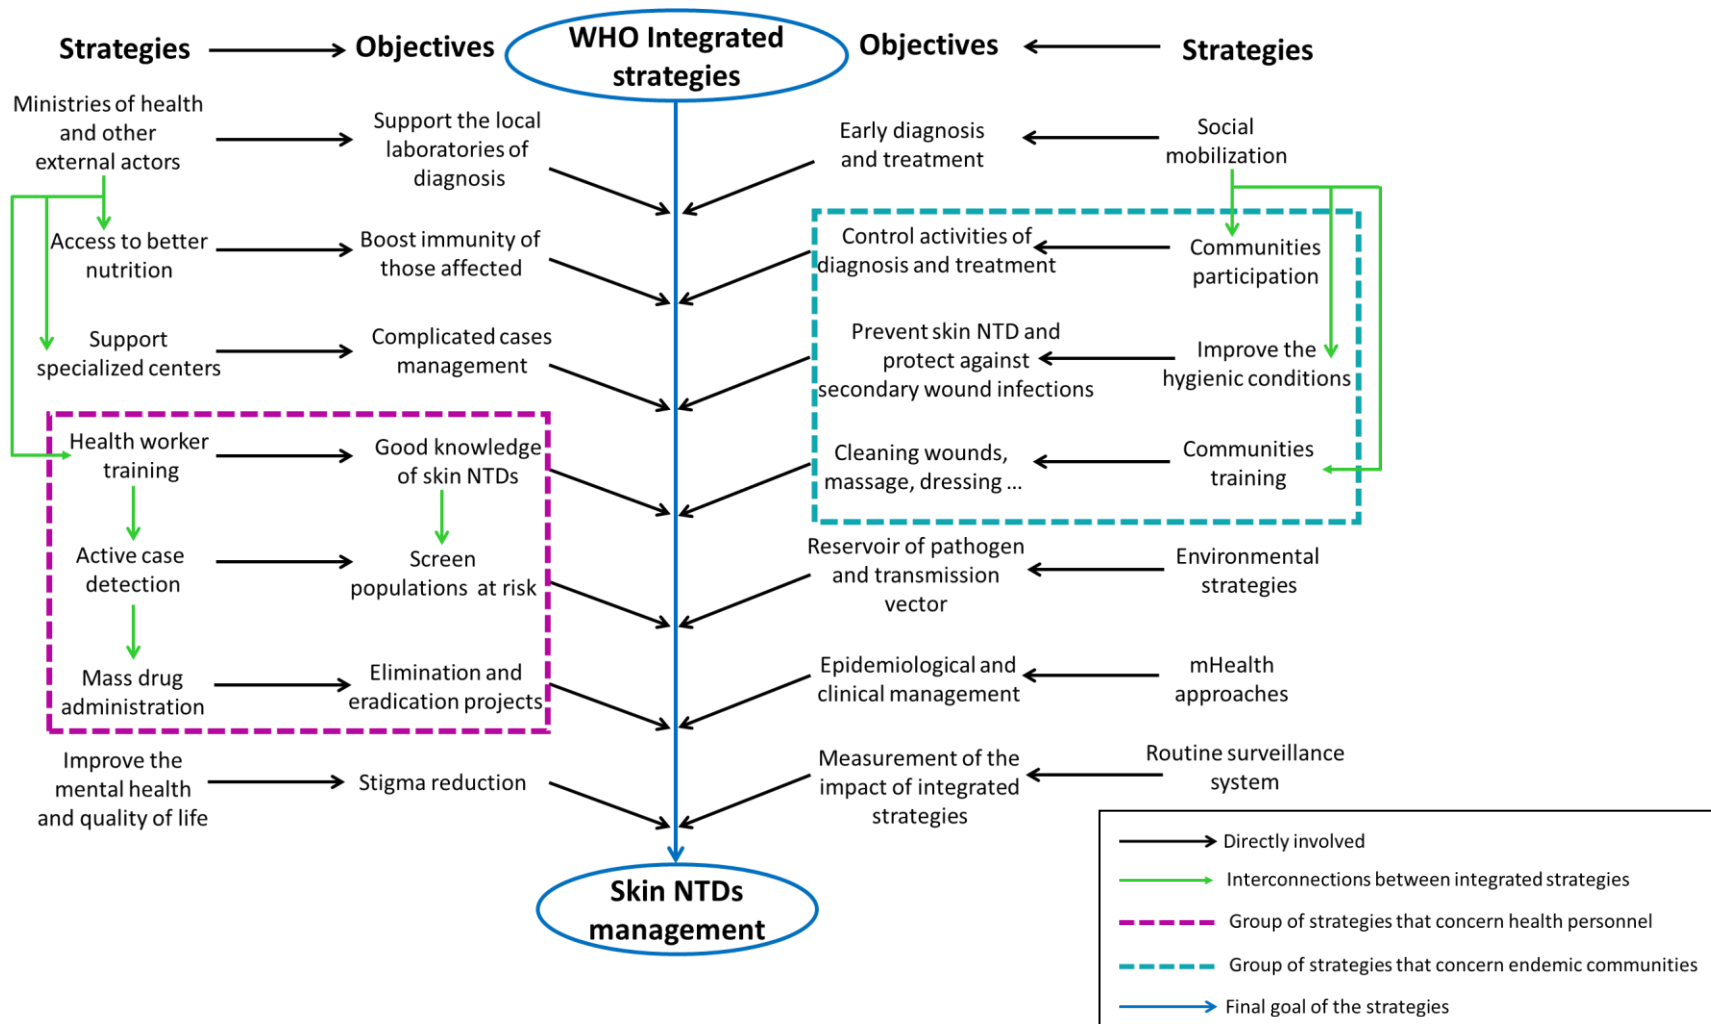 Strategies
Objectives
WHO Integrated
strategies
Objectives
Strategies
Ministries of health
and other
external actors
Support the local
laboratories of
diagnosis
Early diagnosis
and treatment
Social
mobilization
Access to better
nutrition
Boost immunity of
those affected
Control activities of
diagnosis and treatment
Communities
participation
Support
specialized centers
Complicated cases
management
Prevent skin NTD and
protect against
secondary wound infections
Improve the
hygienic conditions
Health worker
training
Good knowledge
of skin NTDs
Cleaning wounds,
massage, dressing ...
Communities
training
Active case
detection
Screen
populations at risk
Reservoir of pathogen
and transmission
vector
Environmental
strategies
Mass drug
administration
Elimination and
eradication projects
Epidemiological and
clinical management
mHealth
approaches
Improve the
mental health
and quality of life
Stigma reduction
Measurement of the
impact of integrated
strategies
Routine surveillance
system
Skin NTDs
management
Directly involved
Interconnections between integrated strategies
Group of strategies that concern health personnel
Group of strategies that concern endemic communities
Final goal of the strategies